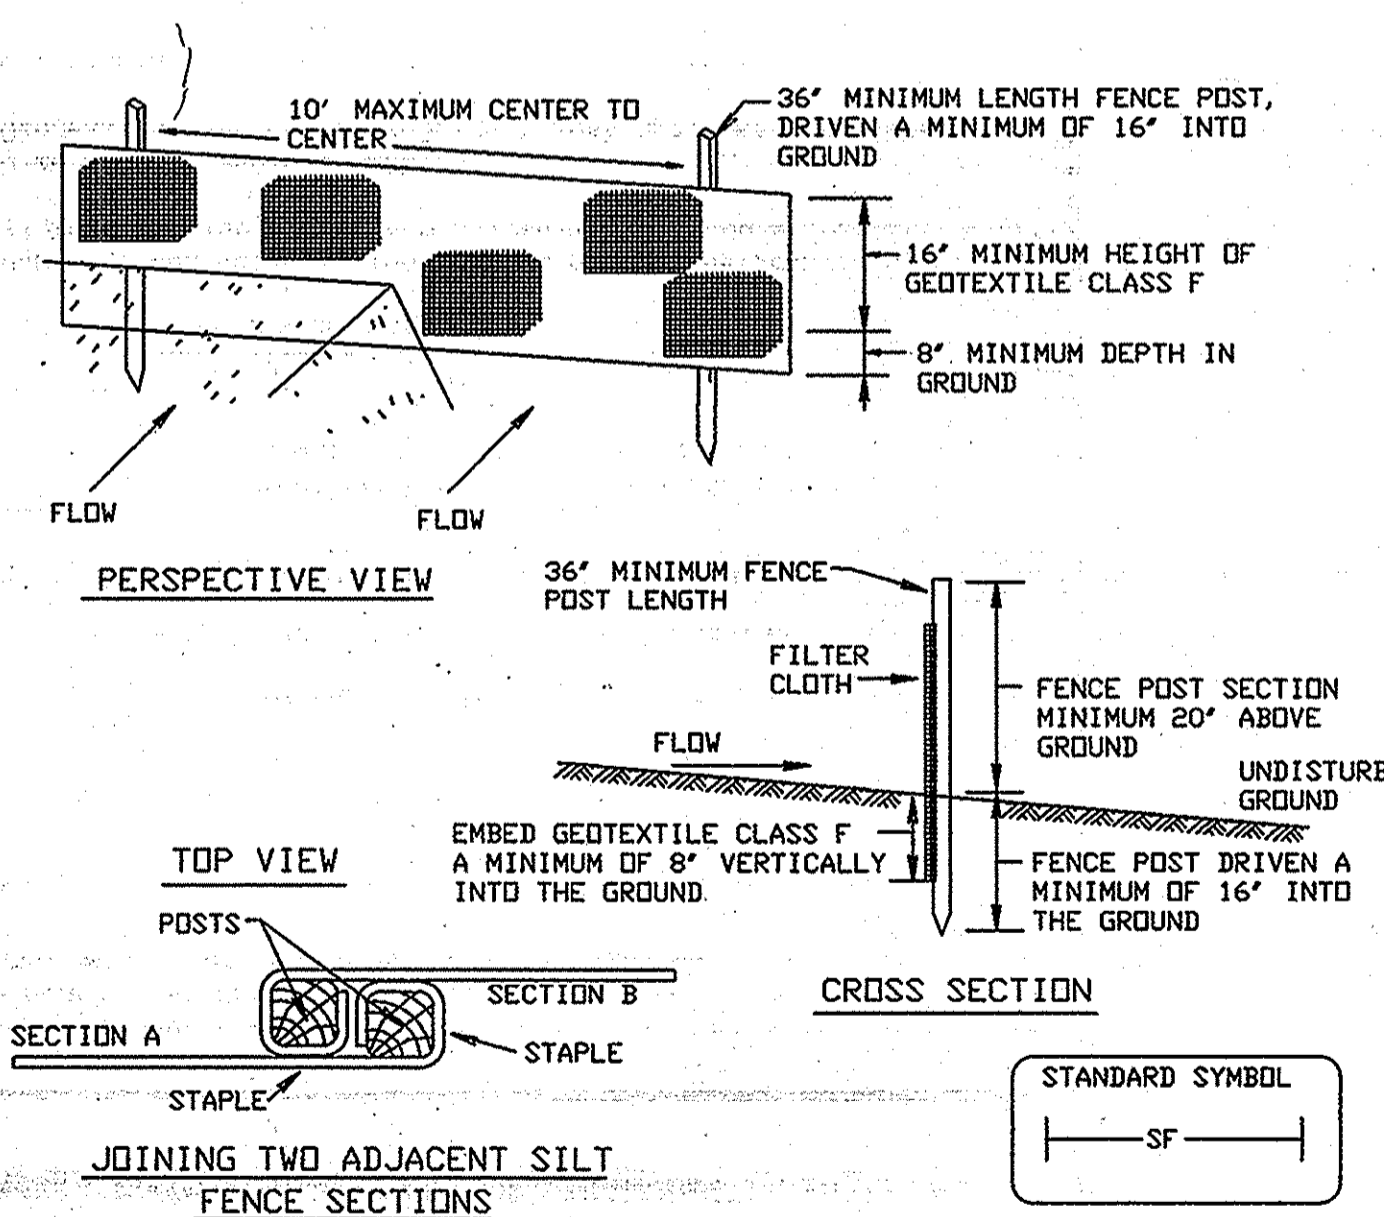 10' MAXIMUM CENTER TO
CENTER
36" MINIMUM LENGTH FENCE POST,
DRIVEN A MINIMUM OF 16" INTO
GROUND
16" MINIMUM HEIGHT OF
GEOTEXTILE CLASS F
8" MINIMUM DEPTH IN
GROUND
FLOW
FLOW
PERSPECTIVE VIEW
36" MINIMUM FENCE
POST LENGTH
FILTER
CLOTH
FENCE POST SECTION
MINIMUM 20" ABOVE
GROUND
FLOW
UNDISTURB
GROUND
EMBED GEOTEXTILE CLASS F
A MINIMUM OF 8" VERTICALLY
INTO THE GROUND.
FENCE POST DRIVEN A
MINIMUM OF 16" INTO
THE GROUND
CROSS SECTION
TOP VIEW
POSTS
SECTION B
SECTION A
STAPLE
STAPLE
JOINING TWO ADJACENT SILT
FENCE SECTIONS
STANDARD SYMBOL
SF